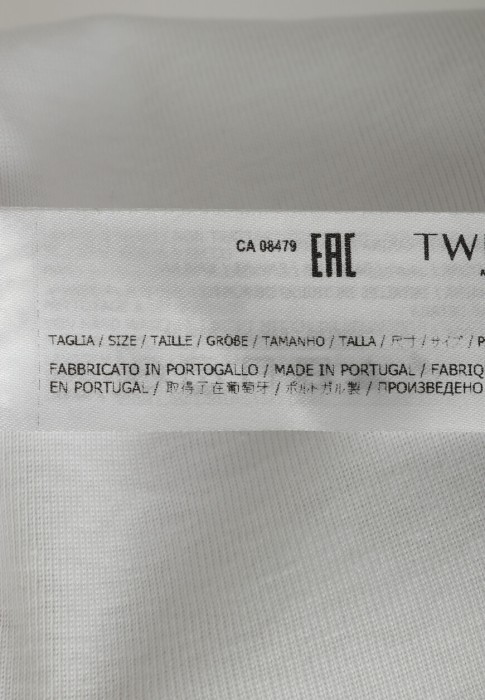 CA 08479 EAC TW
TAGLIA / SIZE / TAILLE / GRÖBE / TAMANHO / TALLA / 尺寸 / サイズ / P
FABBRICATO IN PORTOGALLO / MADE IN PORTUGAL / FABRIQ
EN PORTUGAL / 取得了在葡萄牙 / ポルトガル製 / ПРОИЗВЕДЕНО